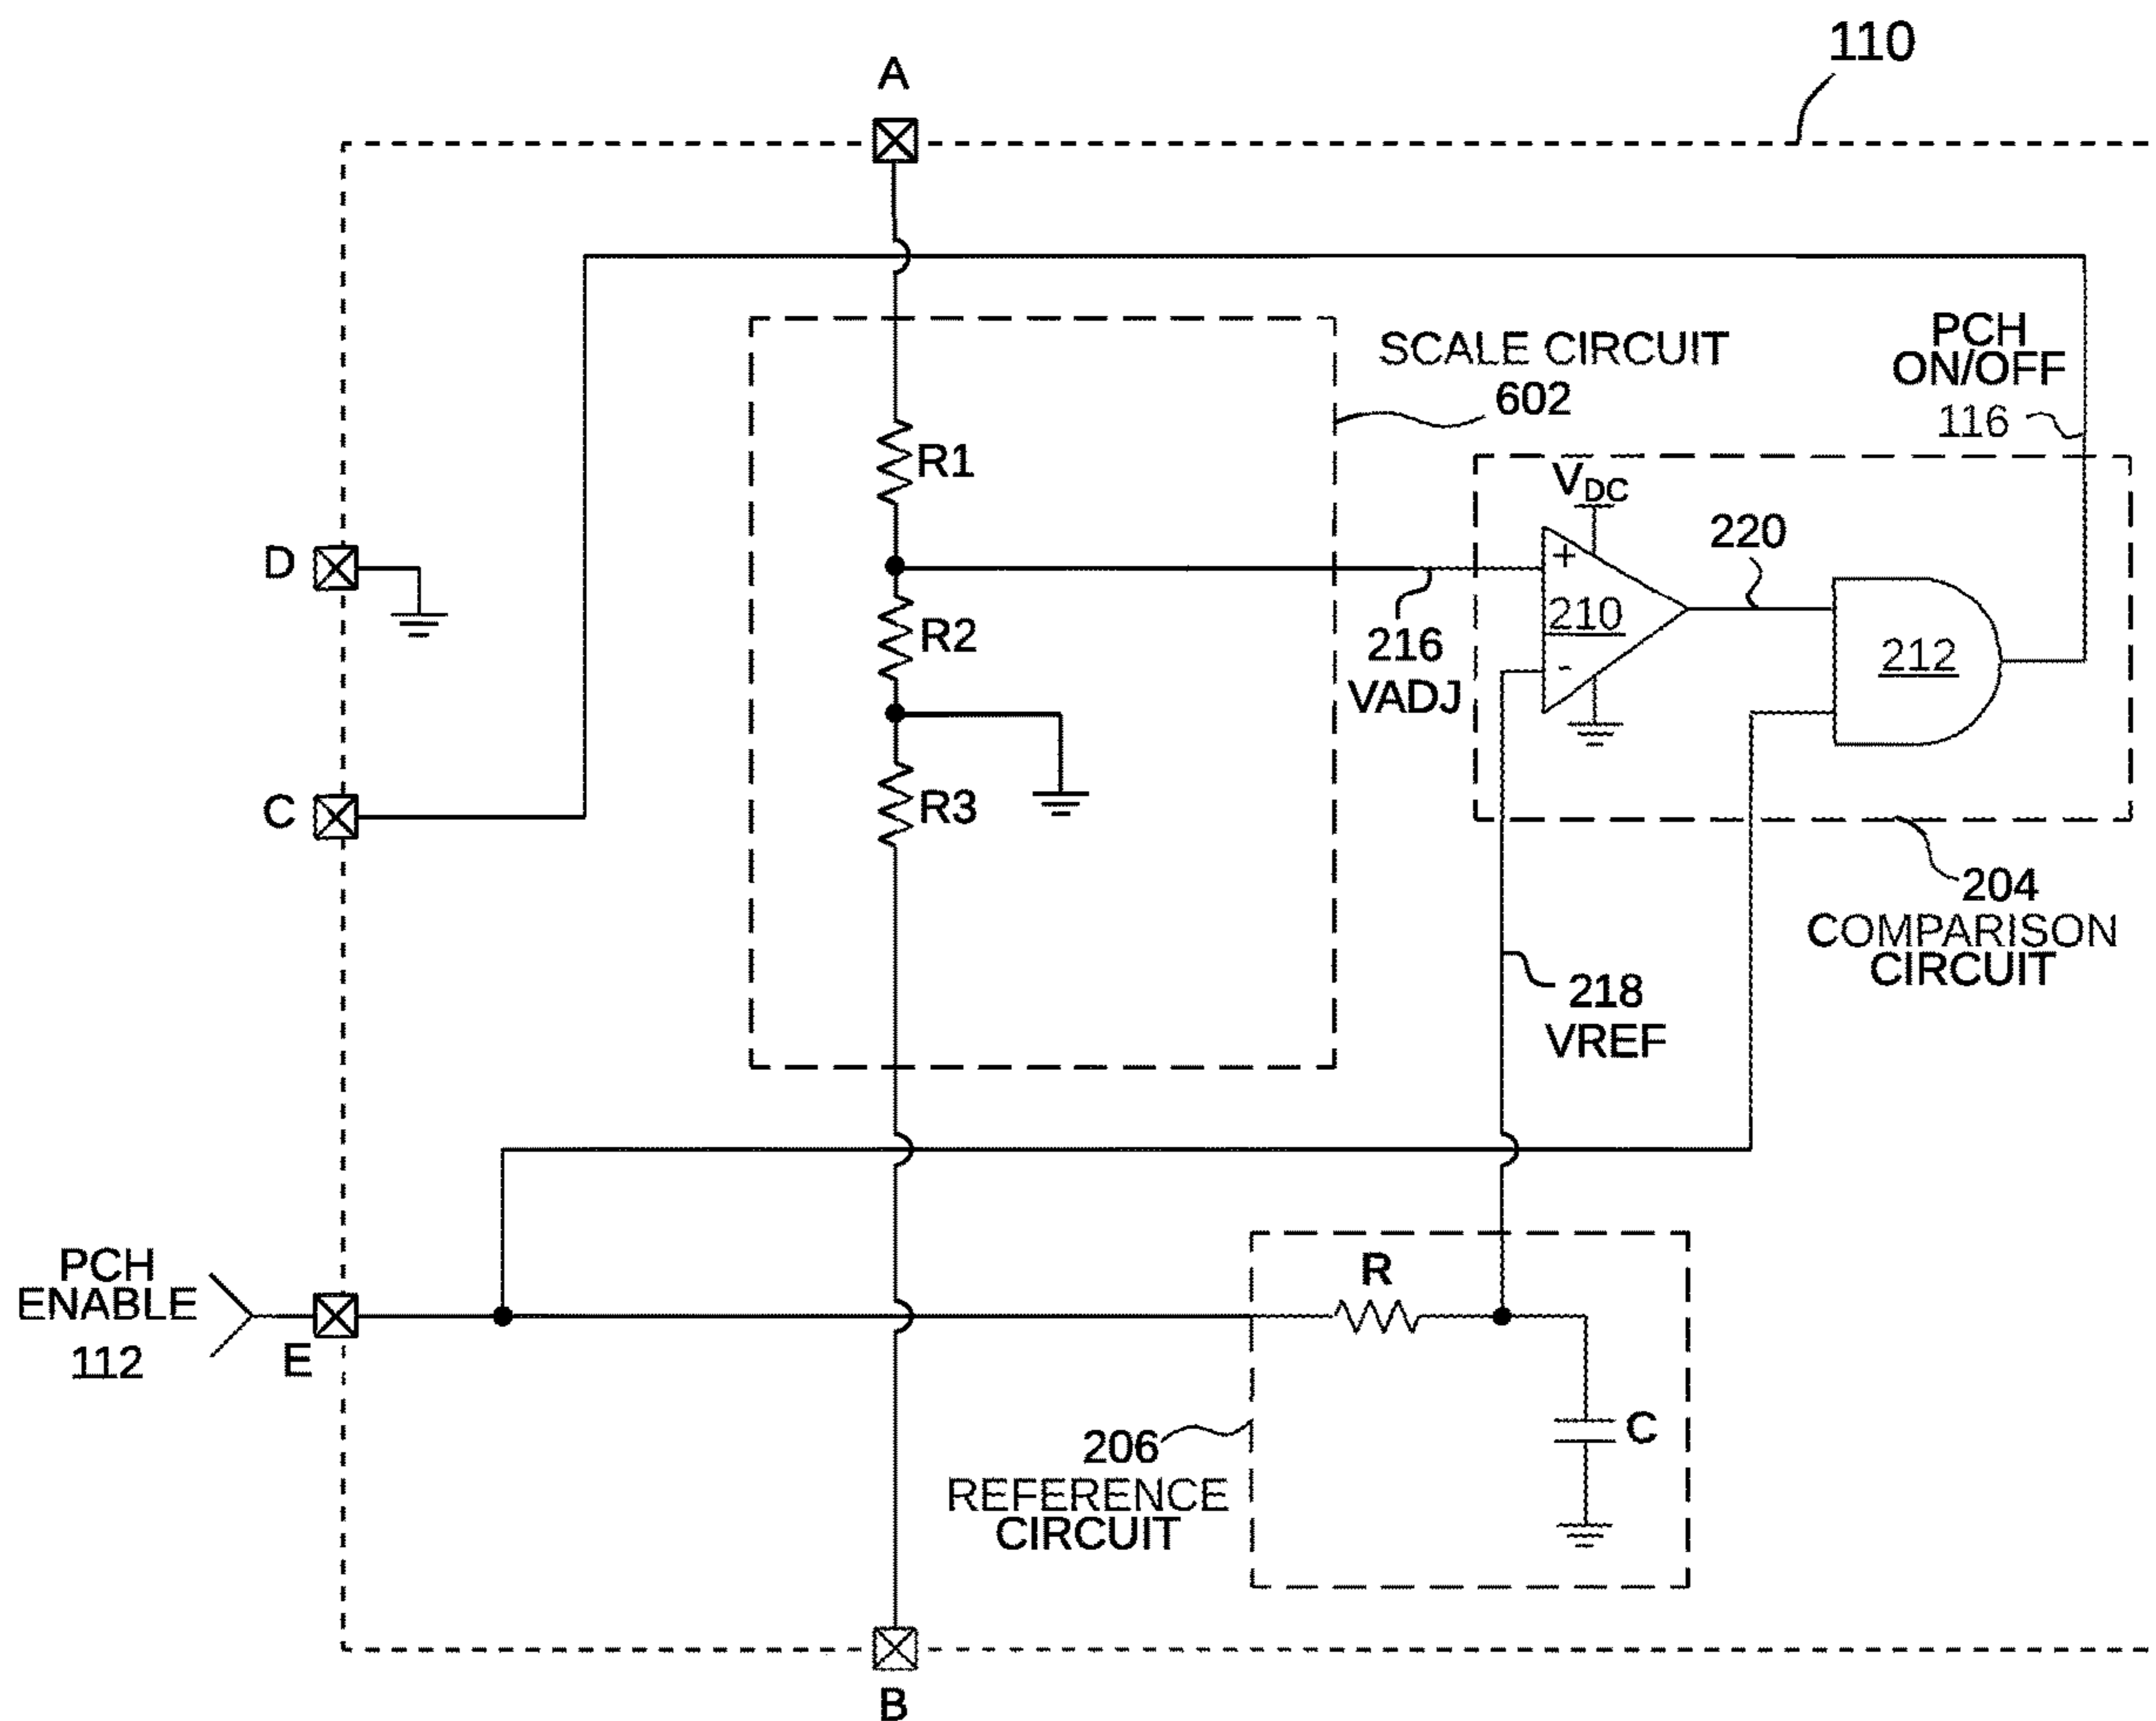 110
A
SCALE CIRCUIT
602
PCH
ON/OFF
116
R1
VDC
220
D
+
210
-
212
R2
216
VADJ
R3
C
204
COMPARISON
CIRCUIT
218
VREF
PCH
ENABLE
112
E
R
C
206
REFERENCE
CIRCUIT
B